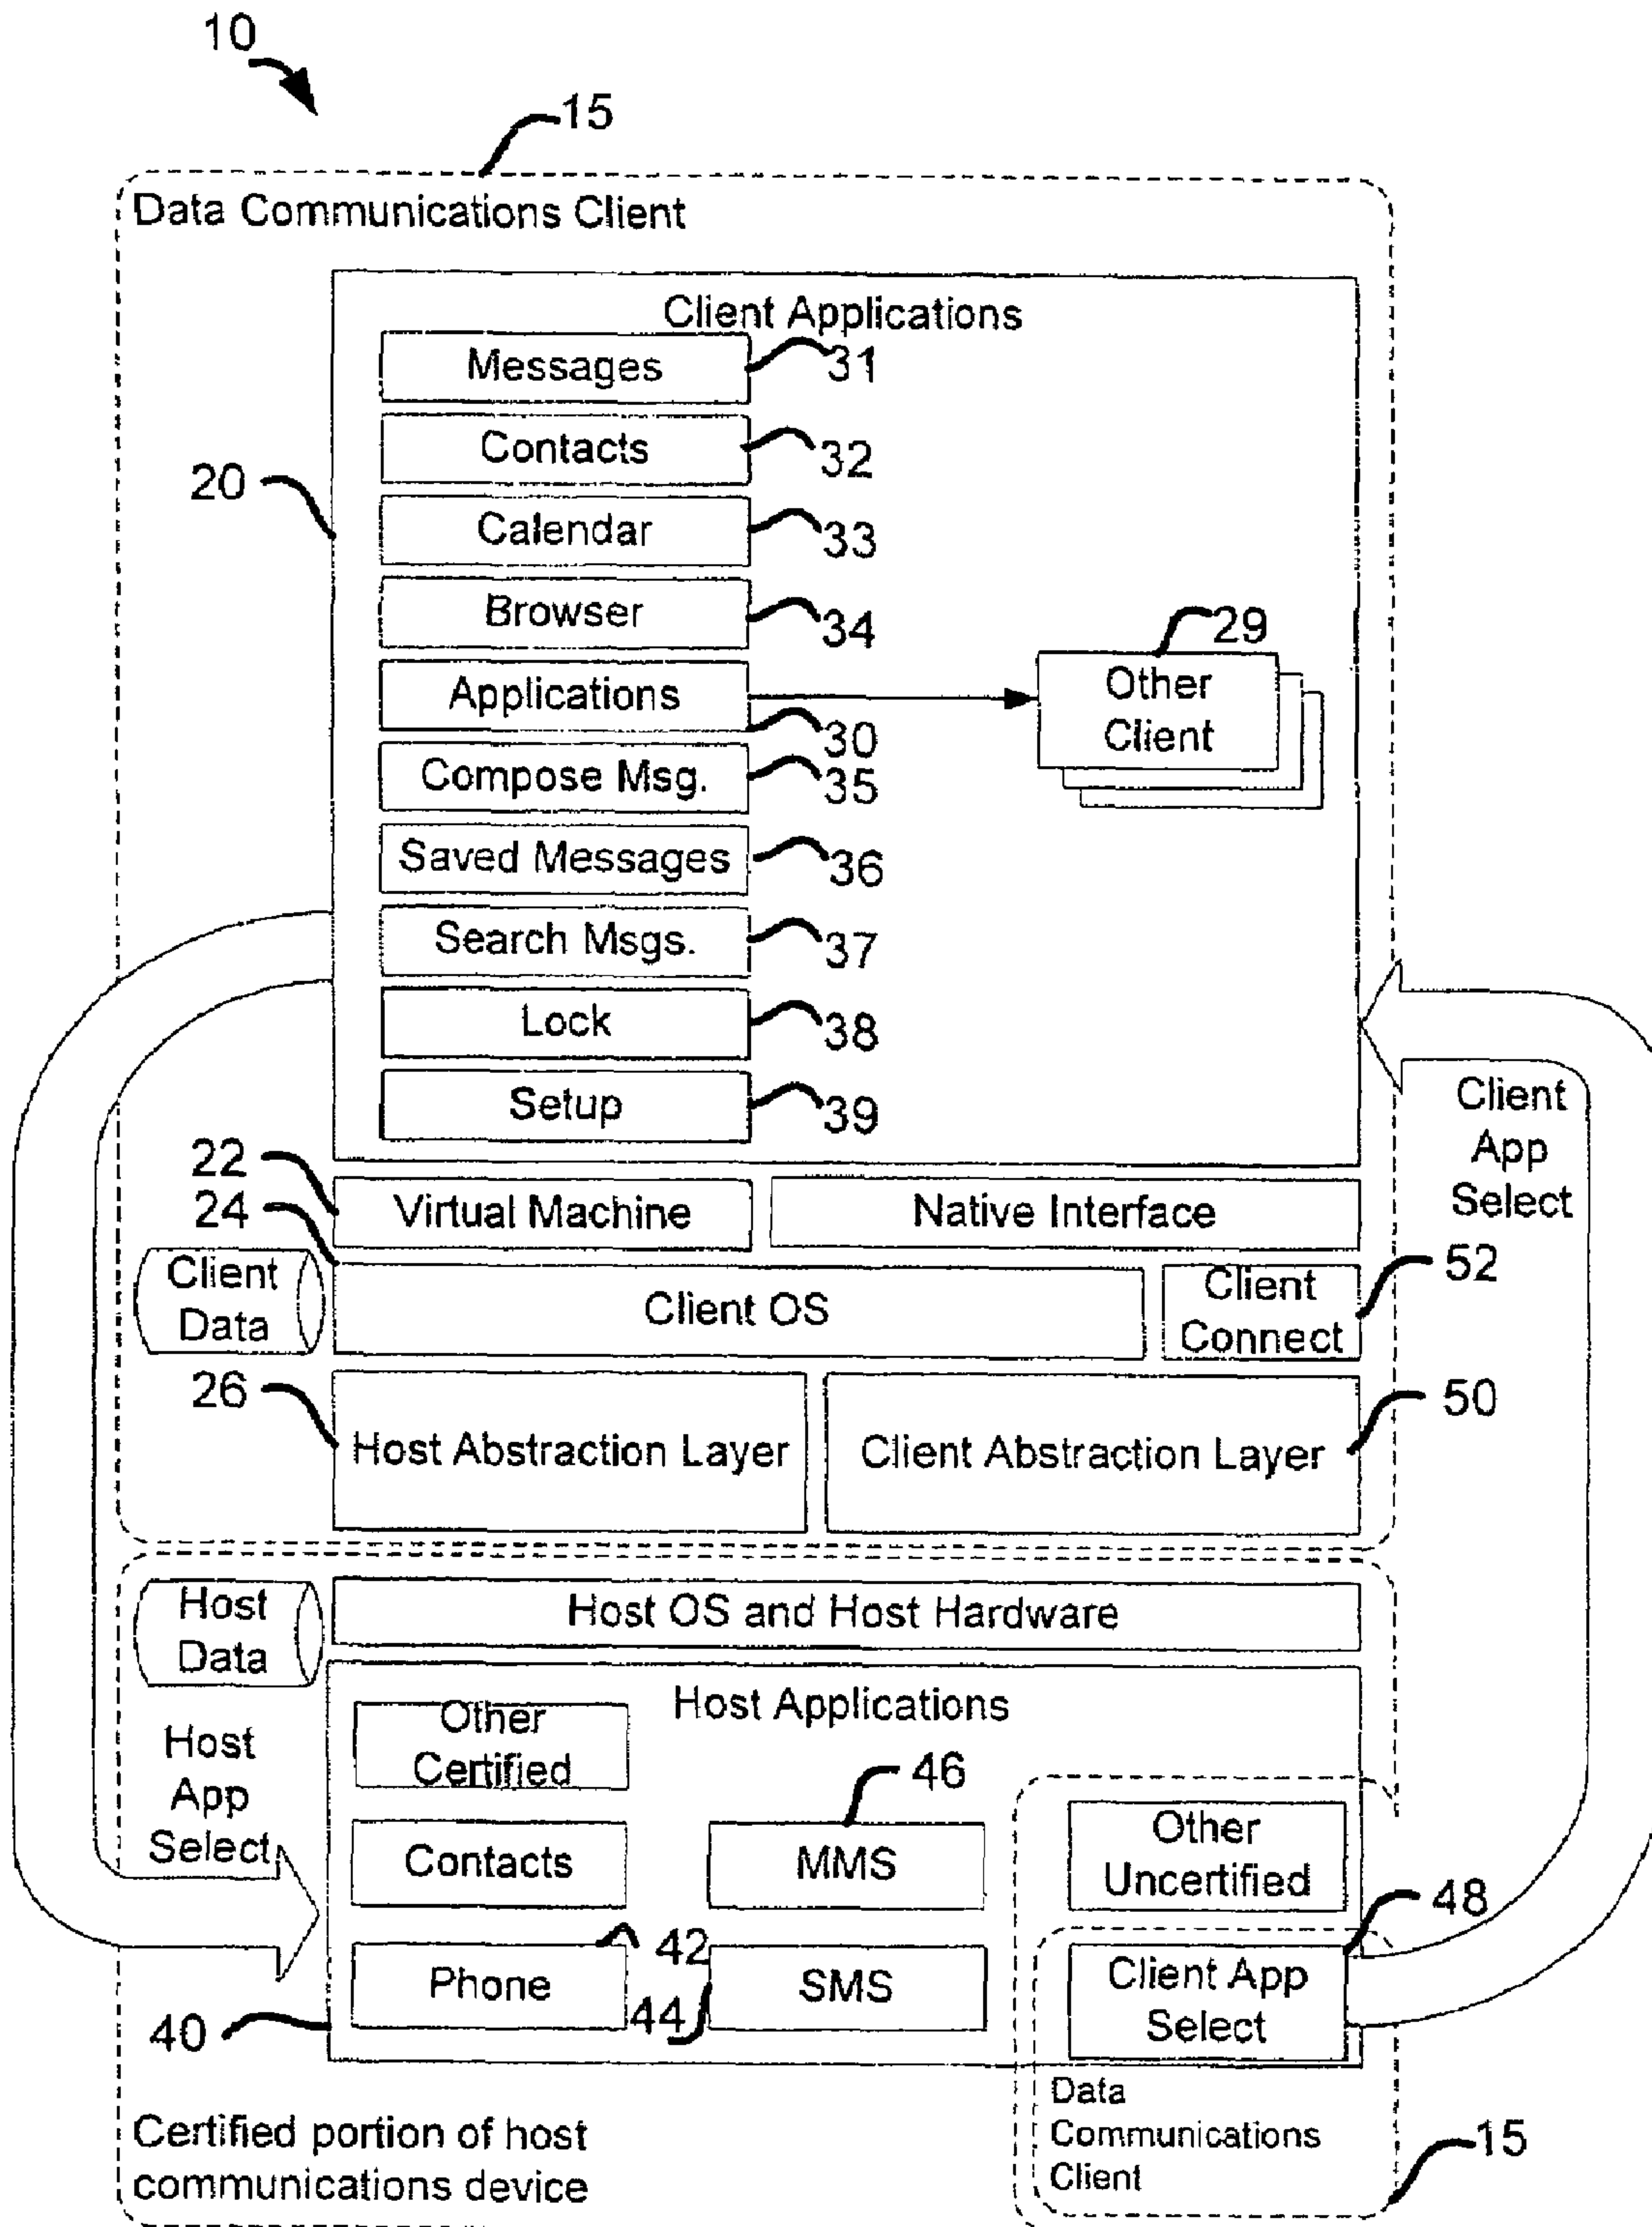 10
15
Data Communications Client
Client Applications
Messages
31
Contacts
32
20
Calendar
33
Browser
34
29
Applications
30
Other
Client
Compose Msg.
35
Saved Messages
36
Search Msgs.
37
Lock
38
Setup
39
Client
App
Select
22
Virtual Machine
Native Interface
24
Client
Data
Client OS
Client
Connect
52
26
Host Abstraction Layer
Client Abstraction Layer
50
Host
Data
Host OS and Host Hardware
Host Applications
Host
App
Select
Other
Certified
46
Contacts
MMS
Other
Uncertified
48
42
Phone
44
SMS
Client App
Select
40
Data
Communications
Client
15
Certified portion of host
communications device